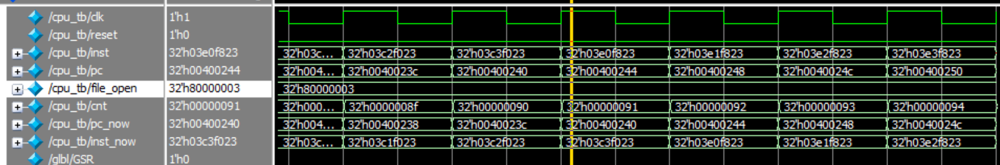 /cpu_tb/clk 1'h1
/cpu_tb/reset 1'h0
/cpu_tb/inst 32'h03e0f823 32'h03c... 32'h03c2f023 32'h03c3f023 32'h03e0f823 32'h03e1f823 32'h03e2f823 32'h03e3f823
/cpu_tb/pc 32'h00400244 32'h004... 32'h0040023c 32'h00400240 32'h00400244 32'h00400248 32'h0040024c 32'h00400250
/cpu_tb/file_open 32'h80000003 32'h80000003
/cpu_tb/cnt 32'h00000091 32'h000... 32'h0000008f 32'h00000090 32'h00000091 32'h00000092 32'h00000093 32'h00000094
/cpu_tb/pc_now 32'h00400240 32'h004... 32'h00400238 32'h0040023c 32'h00400240 32'h00400244 32'h00400248 32'h0040024c
/cpu_tb/inst_now 32'h03c3f023 32'h03c... 32'h03c1f023 32'h03c2f023 32'h03c3f023 32'h03e0f823 32'h03e1f823 32'h03e2f823
/glbl/GSR 1'h0